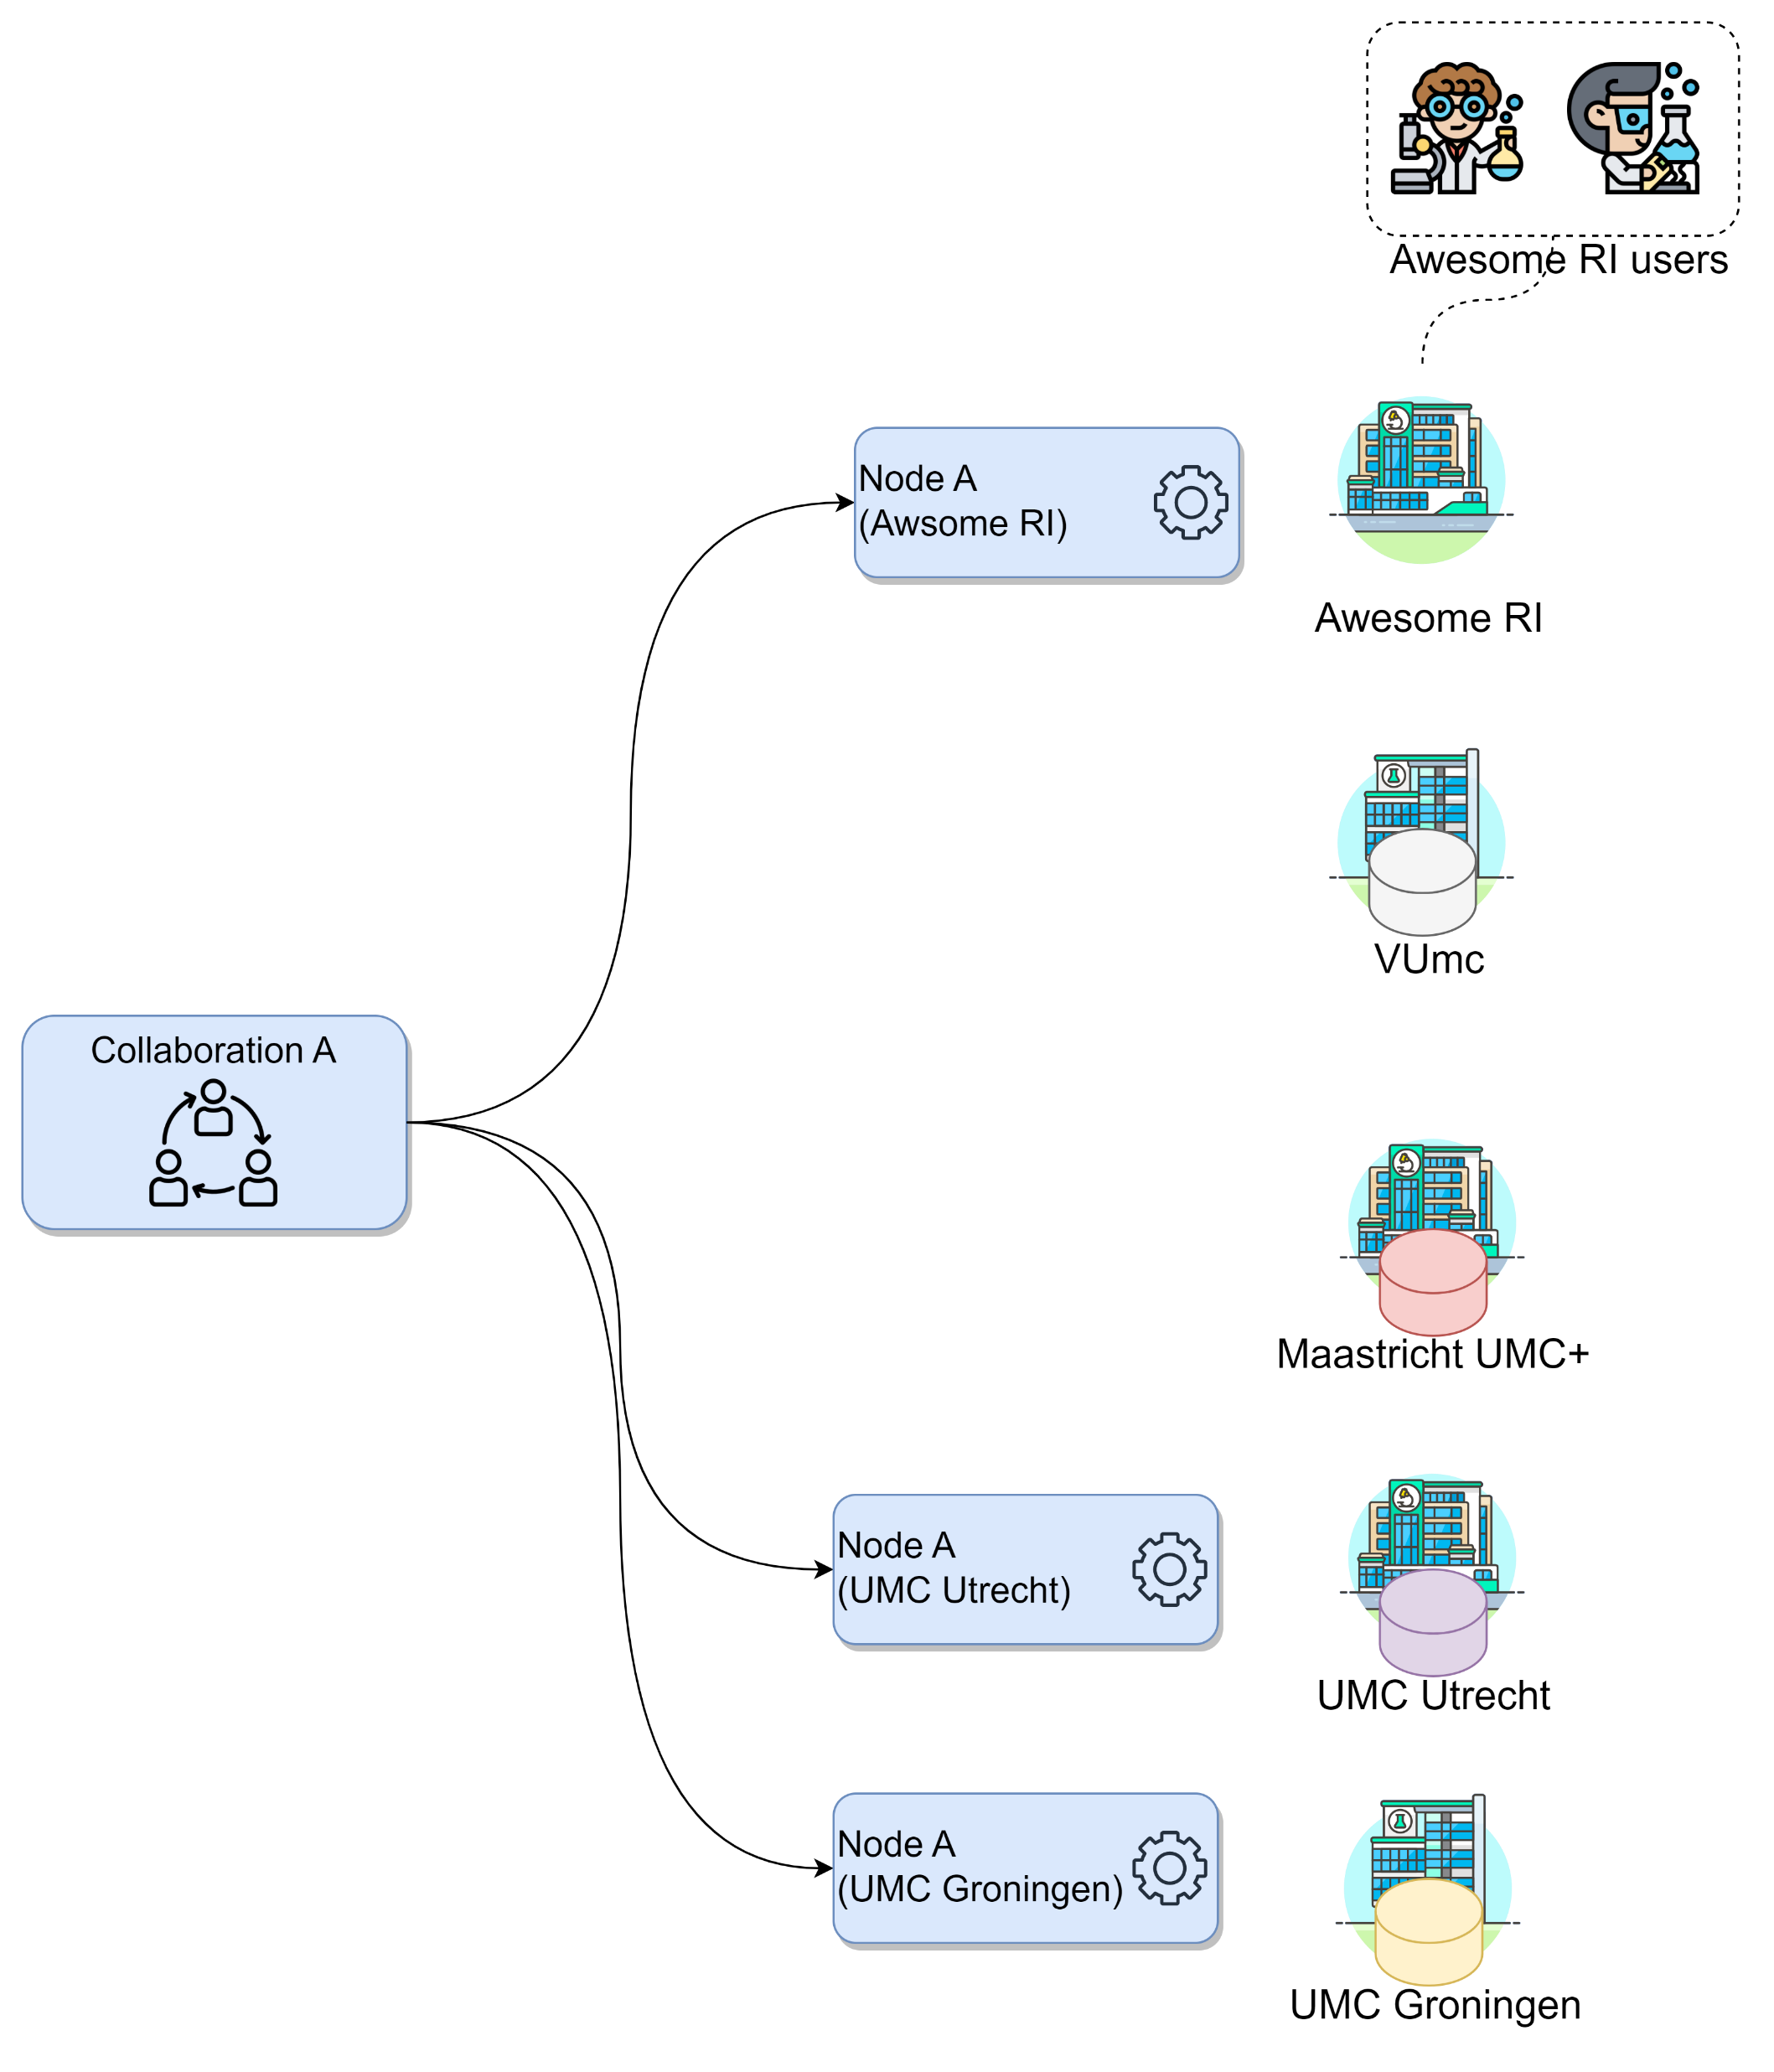 Awesome RI users
Node A
(Awsome RI)
Awesome RI
VUmc
Collaboration A
Maastricht UMC+
Node A
(UMC Utrecht)
UMC Utrecht
Node A
(UMC Groningen)
UMC Groningen